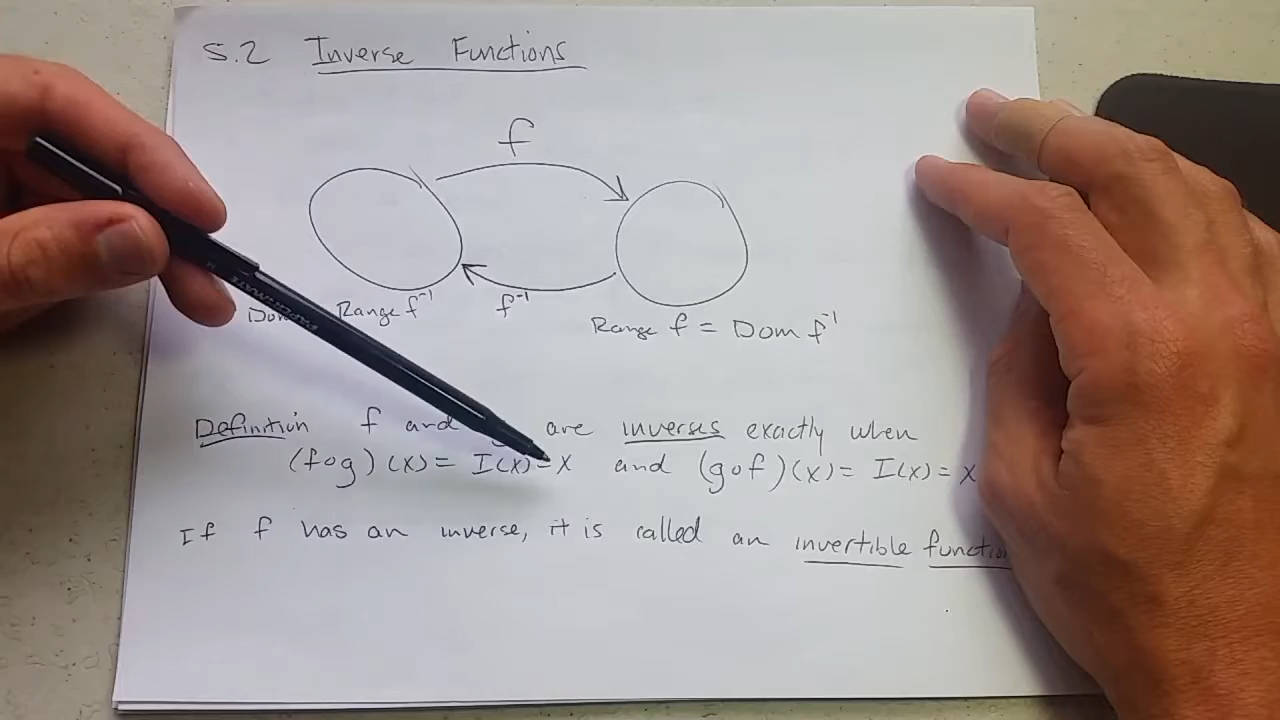 5.2 Inverse Functions
f
Range f⁻¹
f⁻¹
Range f = Dom f⁻¹
Definition f and are inverses exactly when
(f∘g)(x) = I(x) = x and (g∘f)(x) = I(x) = x
If f has an inverse, it is called an invertible function
PAPERMATE